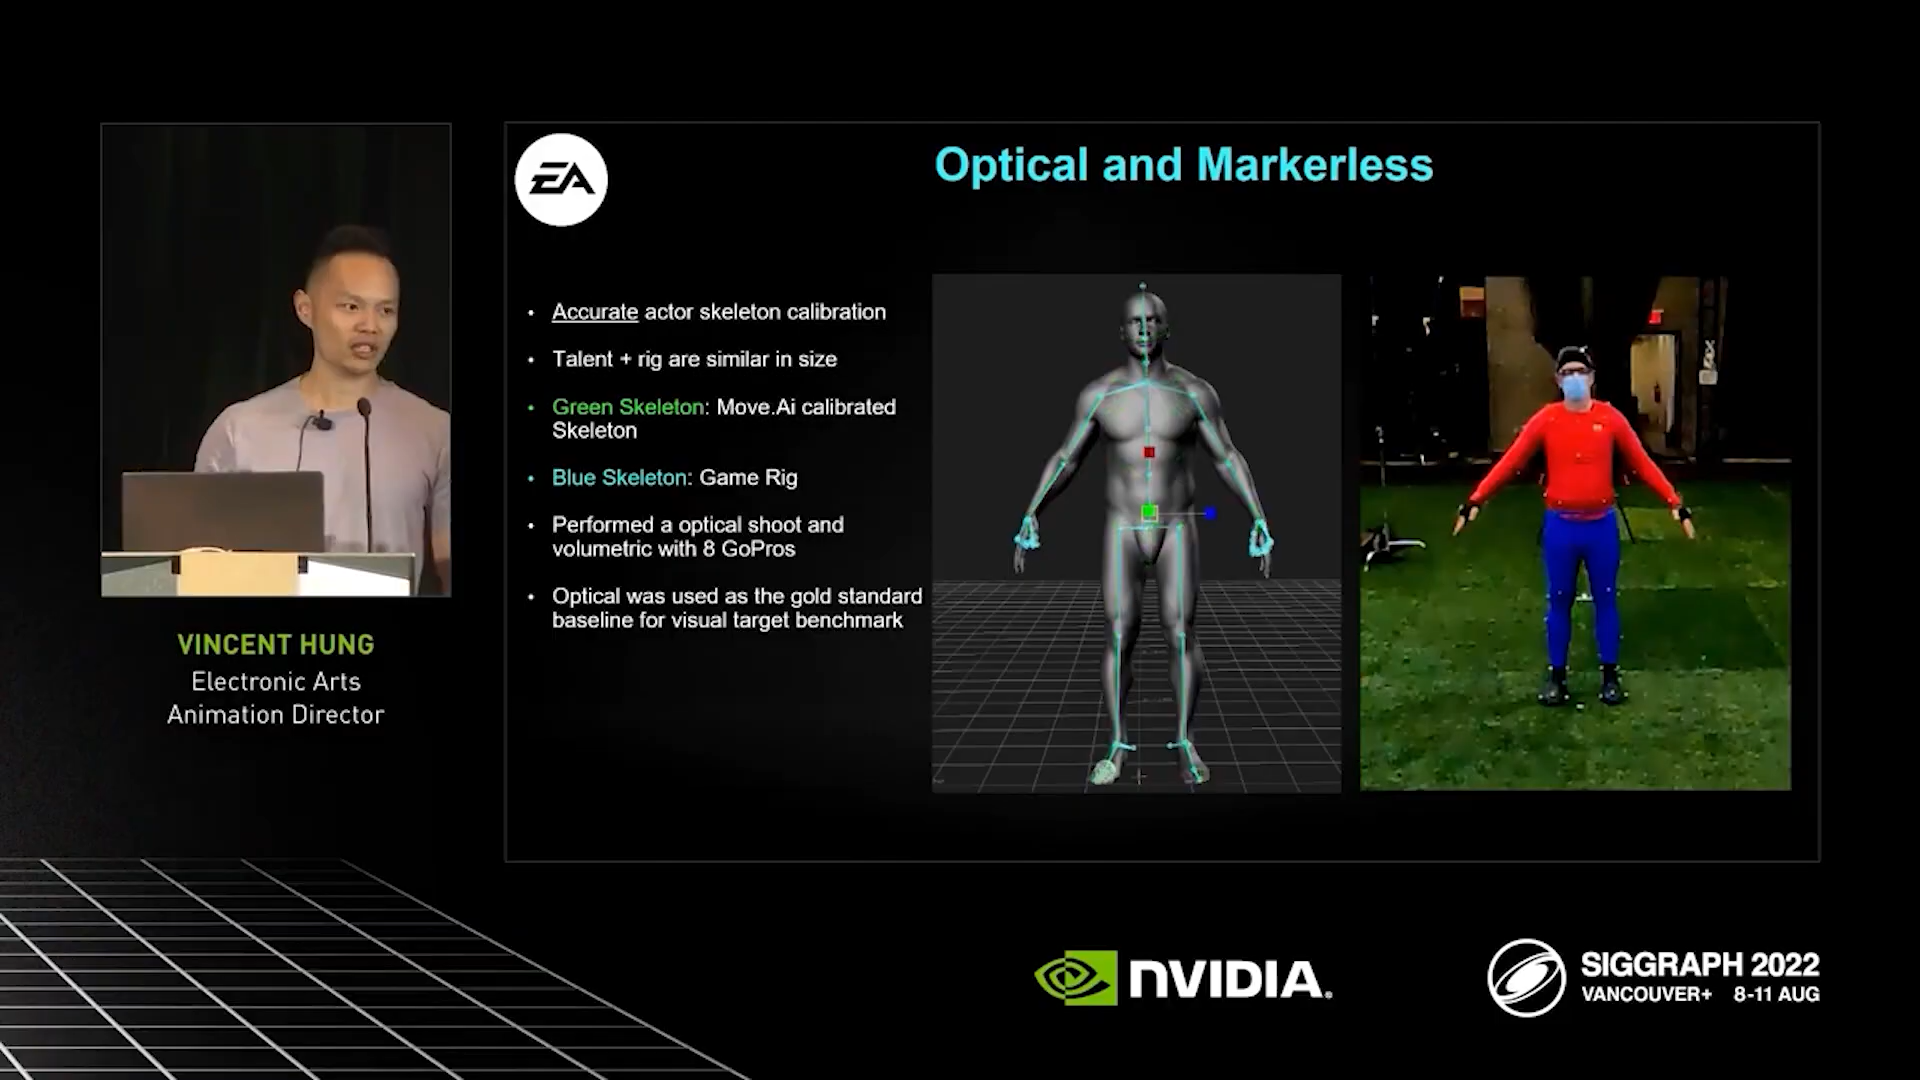 EA
Optical and Markerless
• Accurate actor skeleton calibration
• Talent + rig are similar in size
• Green Skeleton: Move.Ai calibrated
Skeleton
• Blue Skeleton: Game Rig
• Performed a optical shoot and
volumetric with 8 GoPros
• Optical was used as the gold standard
baseline for visual target benchmark
VINCENT HUNG
Electronic Arts
Animation Director
NVIDIA.
SIGGRAPH 2022
VANCOUVER+ 8-11 AUG